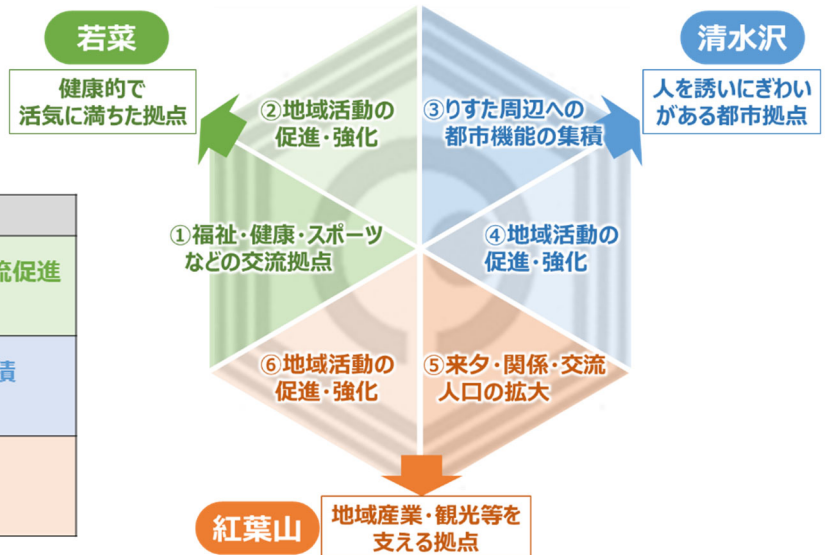 若菜
健康的で
活気に満ちた拠点
清水沢
人を誘いにぎわい
がある都市拠点
②地域活動の
促進・強化
③りすた周辺への
都市機能の集積
①福祉・健康・スポーツ
などの交流拠点
④地域活動の
促進・強化
⑥地域活動の
促進・強化
⑤来夕・関係・交流
人口の拡大
紅葉山
地域産業・観光等を
支える拠点
流促進
積